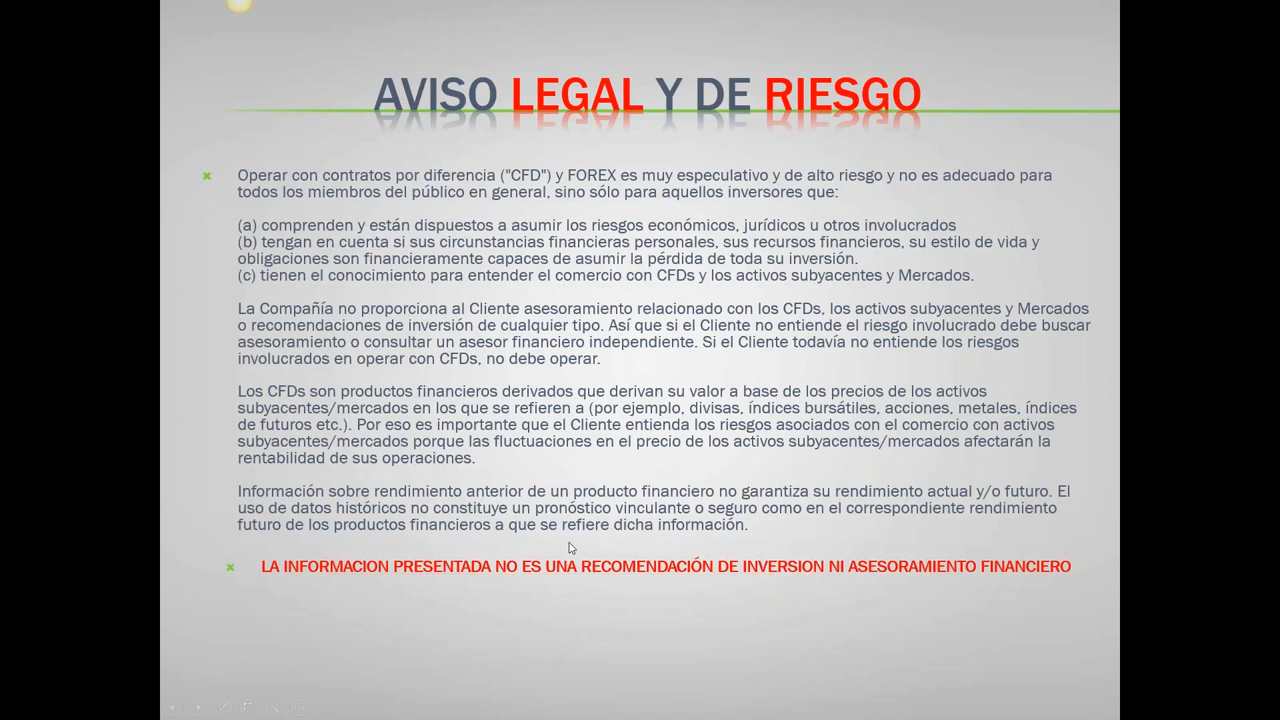 AVISO LEGAL Y DE RIESGO
Operar con contratos por diferencia ("CFD") y FOREX es muy especulativo y de alto riesgo y no es adecuado para
todos los miembros del público en general, sino sólo para aquellos inversores que:
(a) comprenden y están dispuestos a asumir los riesgos económicos, jurídicos u otros involucrados
(b) tengan en cuenta si sus circunstancias financieras personales, sus recursos financieros, su estilo de vida y
obligaciones son financieramente capaces de asumir la pérdida de toda su inversión.
(c) tienen el conocimiento para entender el comercio con CFDs y los activos subyacentes y Mercados.
La Compañía no proporciona al Cliente asesoramiento relacionado con los CFDs, los activos subyacentes y Mercados
o recomendaciones de inversión de cualquier tipo. Así que si el Cliente no entiende el riesgo involucrado debe buscar
asesoramiento o consultar un asesor financiero independiente. Si el Cliente todavía no entiende los riesgos
involucrados en operar con CFDs, no debe operar.
Los CFDs son productos financieros derivados que derivan su valor a base de los precios de los activos
subyacentes/mercados en los que se refieren a (por ejemplo, divisas, índices bursátiles, acciones, metales, índices
de futuros etc.). Por eso es importante que el Cliente entienda los riesgos asociados con el comercio con activos
subyacentes/mercados porque las fluctuaciones en el precio de los activos subyacentes/mercados afectarán la
rentabilidad de sus operaciones.
Información sobre rendimiento anterior de un producto financiero no garantiza su rendimiento actual y/o futuro. El
uso de datos históricos no constituye un pronóstico vinculante o seguro como en el correspondiente rendimiento
futuro de los productos financieros a que se refiere dicha información.
LA INFORMACION PRESENTADA NO ES UNA RECOMENDACIÓN DE INVERSION NI ASESORAMIENTO FINANCIERO